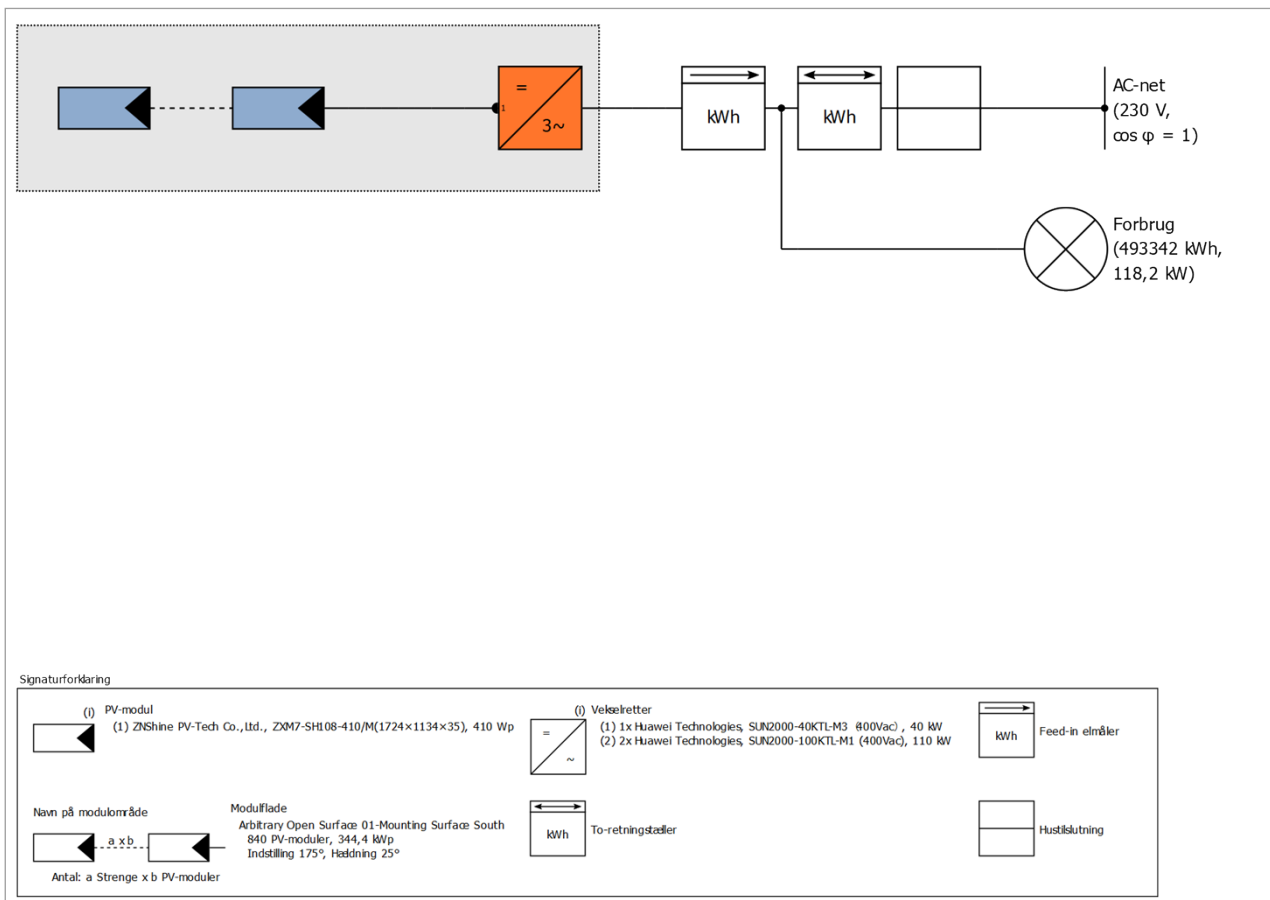 =
1
3~
kWh
kWh
AC-net
(230 V,
cos φ = 1)
Forbrug
(493342 kWh,
118,2 kW)
Signaturforklaring
(i) PV-modul
(1) ZNShine PV-Tech Co.,Ltd., ZXM7-SH108-410/M(1724×1134×35), 410 Wp
(i) Vekselretter
(1) 1x Huawei Technologies, SUN2000-40KTL-M3 (400Vac) , 40 kW
(2) 2x Huawei Technologies, SUN2000-100KTL-M1 (400Vac), 110 kW
=
~
kWh
Feed-in elmåler
Navn på modulområde
a x b
Antal: a Strenge x b PV-moduler
Modulflade
Arbitrary Open Surface 01-Mounting Surface South
840 PV-moduler, 344,4 kWp
Indstilling 175°, Hældning 25°
kWh
To-retningstæller
Hustilslutning